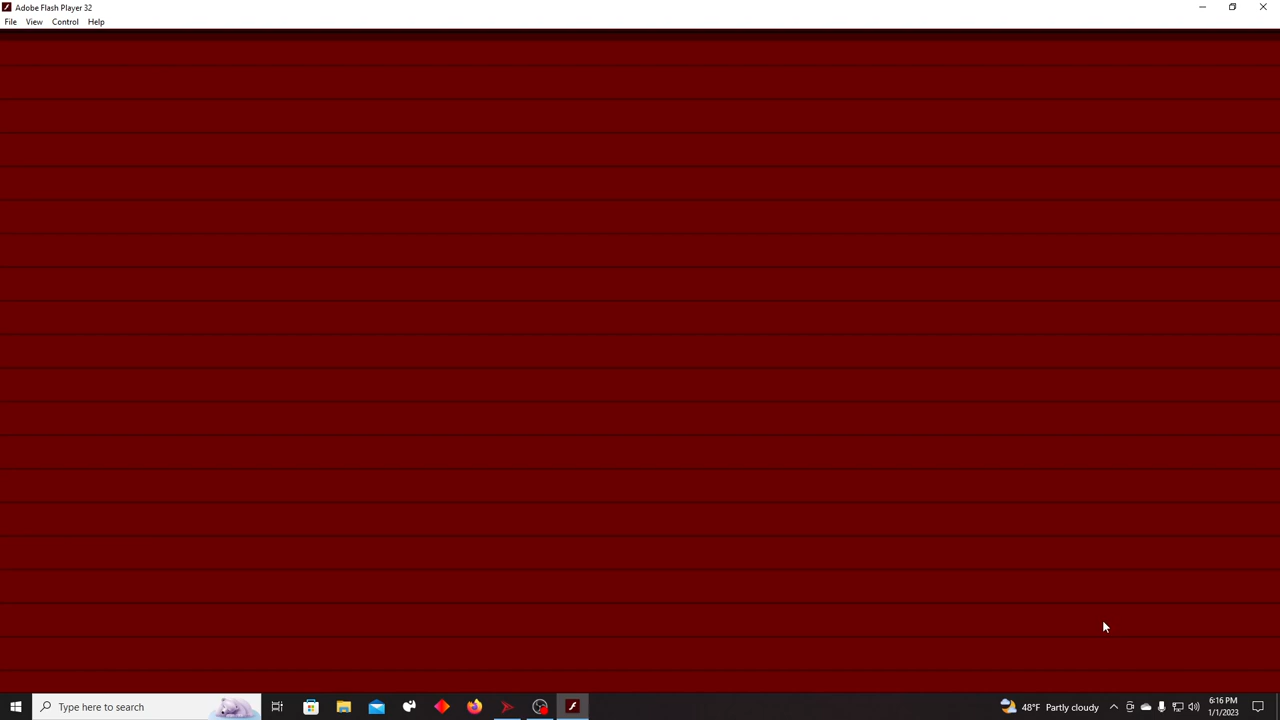 Adobe Flash Player 32
File View Control Help
Type here to search
48°F Partly cloudy
6:16 PM
1/1/2023